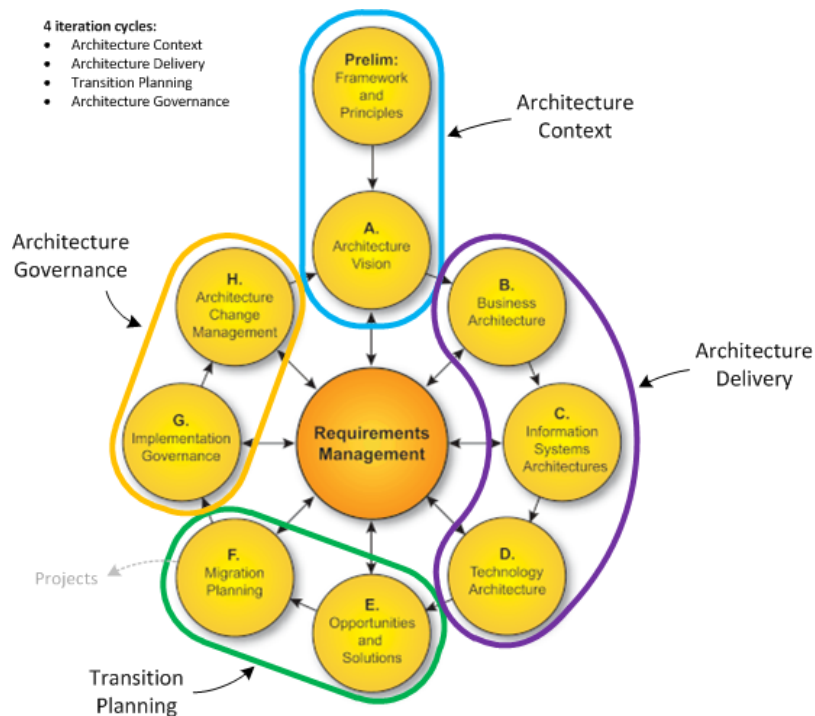 4 iteration cycles:
• Architecture Context
• Architecture Delivery
• Transition Planning
• Architecture Governance
Prelim:
Framework
and
Principles
Architecture
Context
A.
Architecture
Vision
Architecture
Governance
H.
Architecture
Change
Management
B.
Business
Architecture
Architecture
Delivery
G.
Implementation
Governance
Requirements
Management
C.
Information
Systems
Architectures
F.
Migration
Planning
D.
Technology
Architecture
Projects
E.
Opportunities
and
Solutions
Transition
Planning